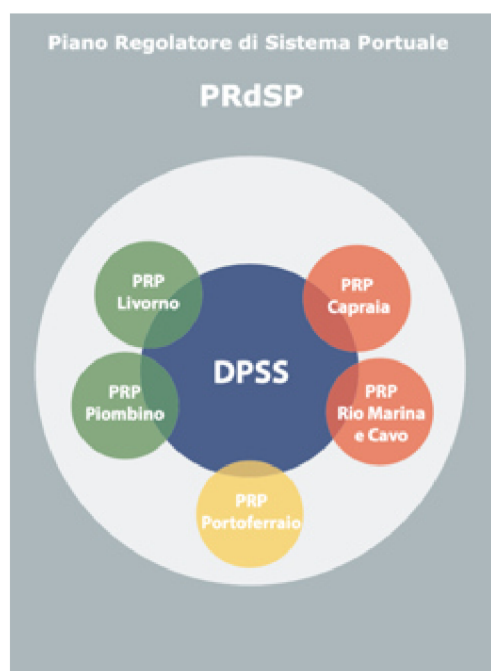 Piano Regolatore di Sistema Portuale
PRdSP
PRP
Livorno
PRP
Capraia
DPSS
PRP
Piombino
PRP
Rio Marina
e Cavo
PRP
Portoferraio